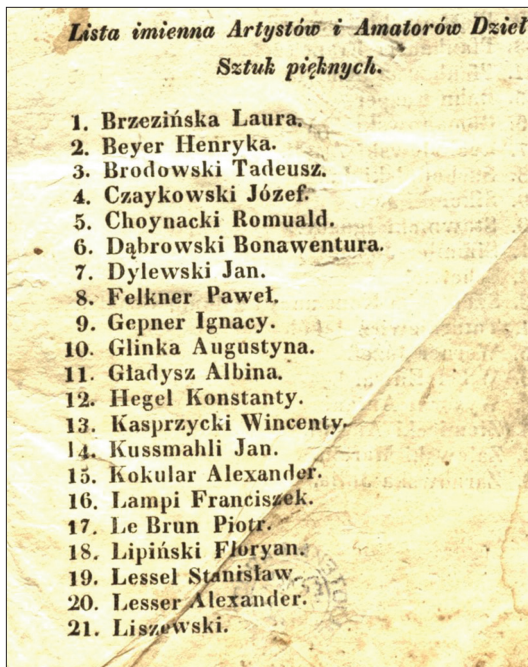 Lista imienna Artystów i Amatorów Dzieł
Sztuk pięknych.
1. Brzezińska Laura.
2. Beyer Henryka.
3. Brodowski Tadeusz.
4. Czaykowski Józef.
5. Choynacki Romuald.
6. Dąbrowski Bonawentura.
7. Dylewski Jan.
8. Felkner Paweł.
9. Gepner Ignacy.
10. Glinka Augustyna.
11. Gładysz Albina.
12. Hegel Konstanty.
13. Kasprzycki Wincenty.
14. Kussmahli Jan.
15. Kokular Alexander.
16. Lampi Franciszek.
17. Le Brun Piotr.
18. Lipiński Floryan.
19. Lessel Stanisław.
20. Lesser Alexander.
21. Liszewski.